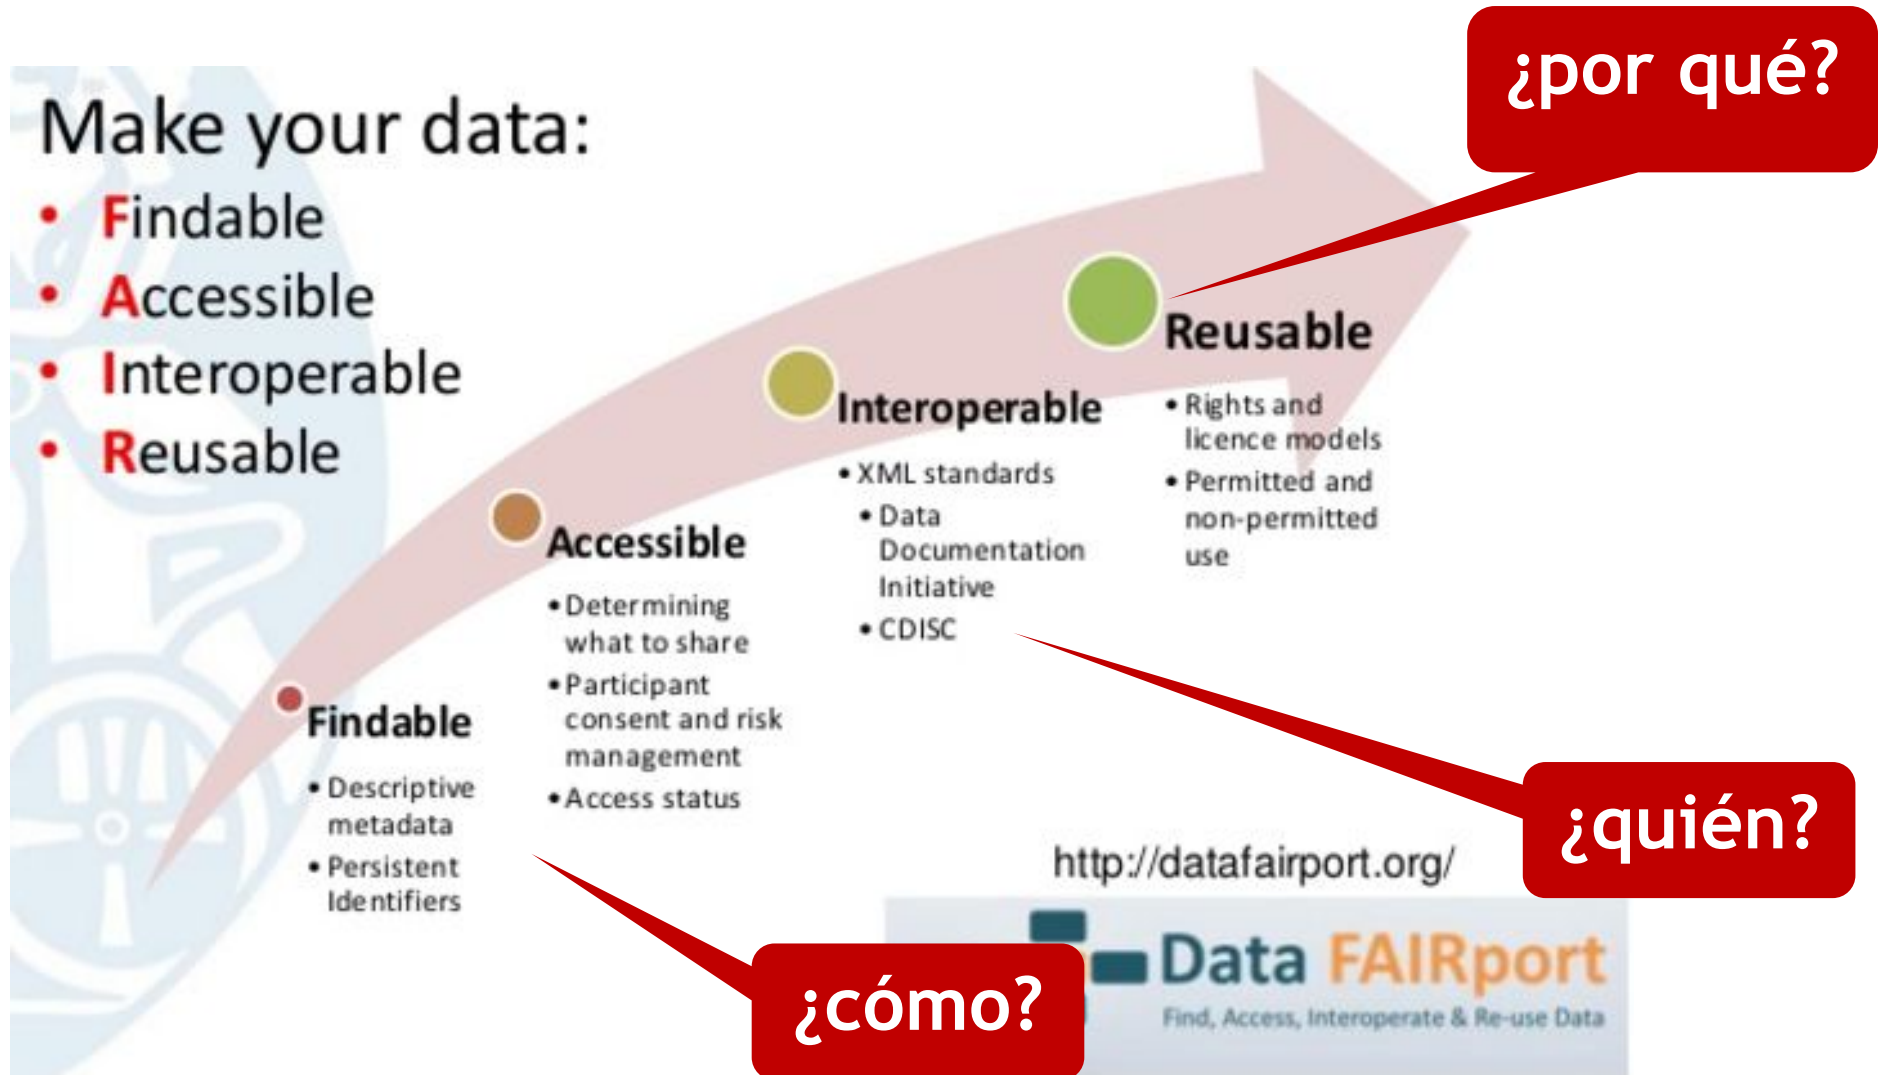 ¿por qué?
Make your data:
• Findable
• Accessible
• Interoperable
• Reusable
Reusable
• Rights and
licence models
• Permitted and
non-permitted
use
Interoperable
• XML standards
• Data
Documentation
Initiative
• CDISC
Accessible
• Determining
what to share
• Participant
consent and risk
management
• Access status
Findable
• Descriptive
metadata
• Persistent
Identifiers
¿quién?
http://datafairport.org/
¿cómo?
Data FAIRport
Find, Access, Interoperate & Re-use Data